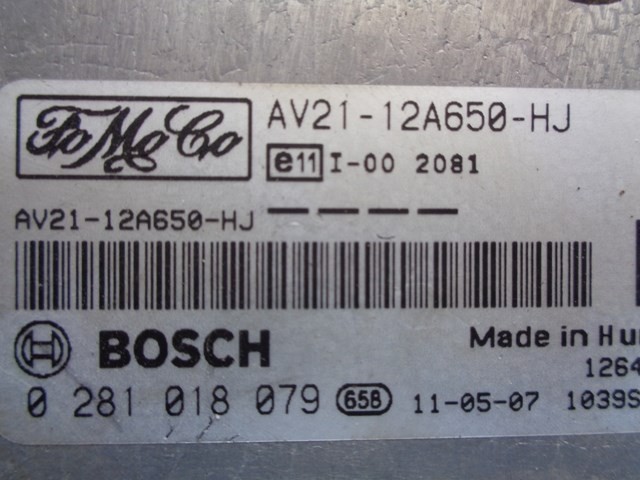 FoMoCo AV21-12A650-HJ
e11 I-00 2081
AV21-12A650-HJ
BOSCH Made in Hu
1264
0 281 018 079 65B 11-05-07 1039S